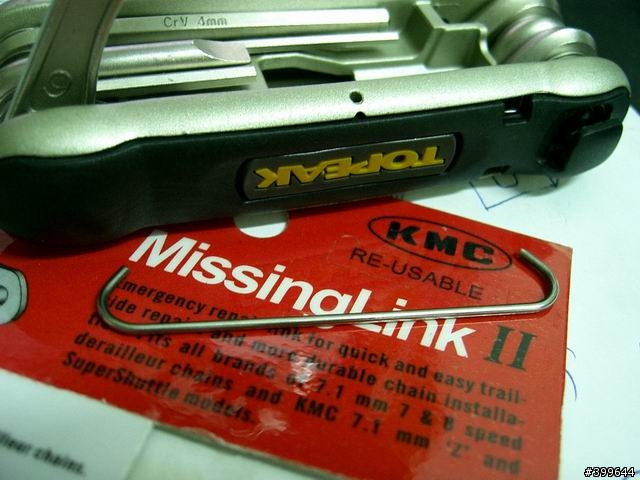 CrV 4mm
TOPEAK
KMC
RE-USABLE
MissingLink II
Emergency repair link for quick and easy trail-
side repair and more durable chain installa-
fits all brands of 7.1 mm 7 & 8 speed
derailleur chains and KMC 7.1 mm 'Z' and
SuperShuttle models.
lleur chains.
#399644